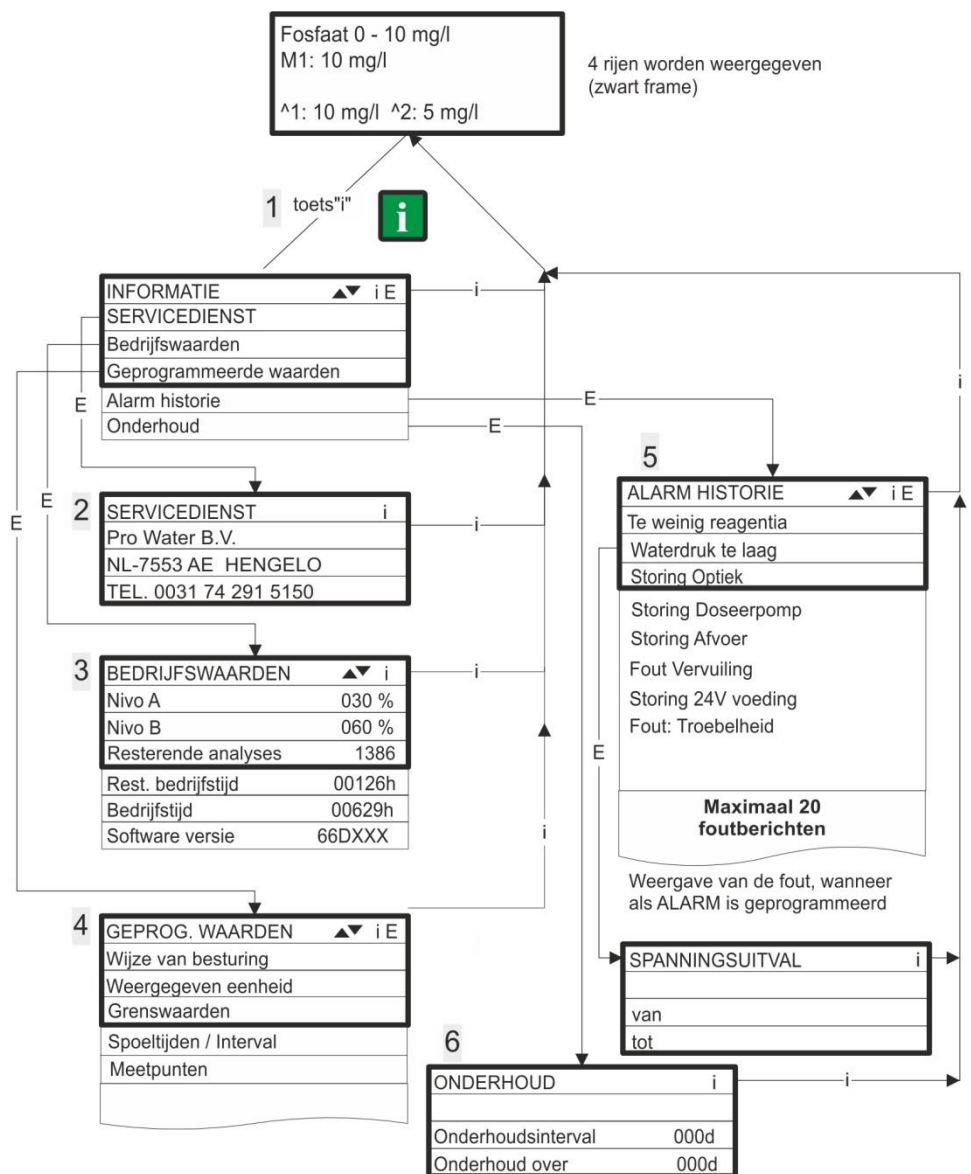 Fosfaat 0 - 10 mg/l
M1: 10 mg/l
^1: 10 mg/l ^2: 5 mg/l
4 rijen worden weergegeven
(zwart frame)
1 toets"i"
i
INFORMATIE ▲▼ i E
SERVICEDIENST
Bedrijfswaarden
Geprogrammeerde waarden
Alarm historie
Onderhoud
i
E
E
E
E
E
i
2
SERVICEDIENST i
Pro Water B.V.
NL-7553 AE HENGELO
TEL. 0031 74 291 5150
i
3
BEDRIJFSWAARDEN ▲▼ i
Nivo A 030 %
Nivo B 060 %
Resterende analyses 1386
Rest. bedrijfstijd 00126h
Bedrijfstijd 00629h
Software versie 66DXXX
i
i
4
GEPROG. WAARDEN ▲▼ i E
Wijze van besturing
Weergegeven eenheid
Grenswaarden
Spoeltijden / Interval
Meetpunten
5
ALARM HISTORIE ▲▼ i E
Te weinig reagentia
Waterdruk te laag
Storing Optiek
Storing Doseerpomp
Storing Afvoer
Fout Vervuiling
Storing 24V voeding
Fout: Troebelheid
E
Maximaal 20
foutberichten
Weergave van de fout, wanneer
als ALARM is geprogrammeerd
SPANNINGSUITVAL i
van
tot
6
ONDERHOUD i
Onderhoudsinterval 000d
Onderhoud over 000d
i